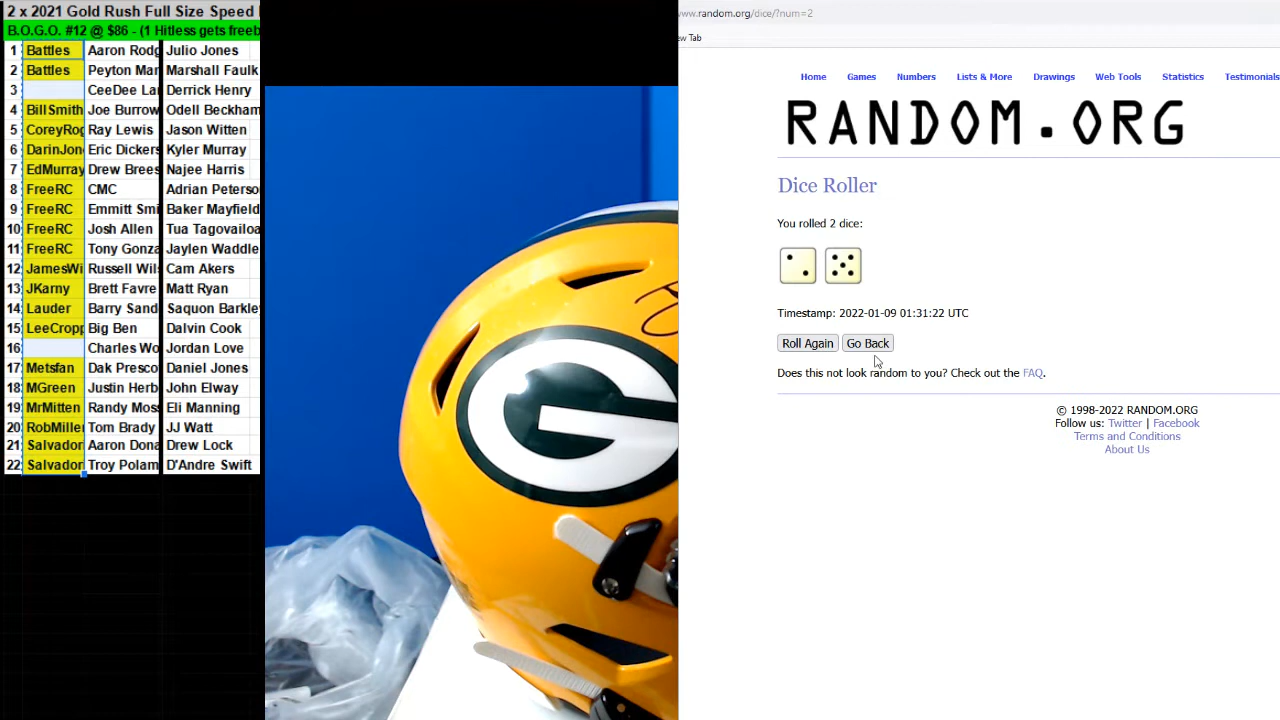 2 x 2021 Gold Rush Full Size Speed
B.O.G.O. #12 @ $86 - (1 Hitless gets freeb
1 Battles Aaron Rodg Julio Jones
2 Battles Peyton Mar Marshall Faulk
3 CeeDee Lar Derrick Henry
4 BillSmith Joe Burrow Odell Beckham
5 CoreyRog Ray Lewis Jason Witten
6 DarinJon Eric Dickers Kyler Murray
7 EdMurray Drew Brees Najee Harris
8 FreeRC CMC Adrian Peterso
9 FreeRC Emmitt Smi Baker Mayfield
10 FreeRC Josh Allen Tua Tagovailoa
11 FreeRC Tony Gonza Jaylen Waddle
12 JamesWi Russell Wils Cam Akers
13 JKarny Brett Favre Matt Ryan
14 Lauder Barry Sand Saquon Barkle
15 LeeCropp Big Ben Dalvin Cook
16 Charles Wo Jordan Love
17 Metsfan Dak Presco Daniel Jones
18 MGreen Justin Herb John Elway
19 MrMitten Randy Moss Eli Manning
20 RobMiller Tom Brady JJ Watt
21 Salvador Aaron Dona Drew Lock
22 Salvador Troy Polam D'Andre Swift
G
www.random.org/dice/?num=2
ew Tab
Home Games Numbers Lists & More Drawings Web Tools Statistics Testimonials
RANDOM.ORG
Dice Roller
You rolled 2 dice:
Timestamp: 2022-01-09 01:31:22 UTC
Roll Again Go Back
Does this not look random to you? Check out the FAQ.
© 1998-2022 RANDOM.ORG
Follow us: Twitter | Facebook
Terms and Conditions
About Us